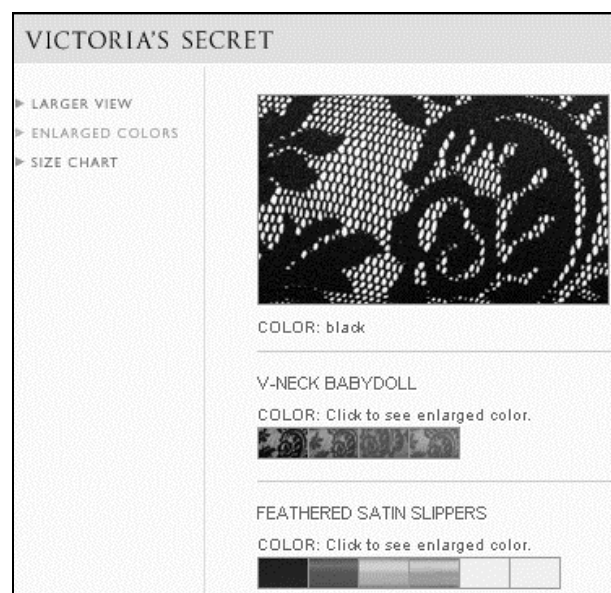 VICTORIA'S SECRET
LARGER VIEW
ENLARGED COLORS
SIZE CHART
COLOR: black
V-NECK BABYDOLL
COLOR: Click to see enlarged color.
FEATHERED SATIN SLIPPERS
COLOR: Click to see enlarged color.